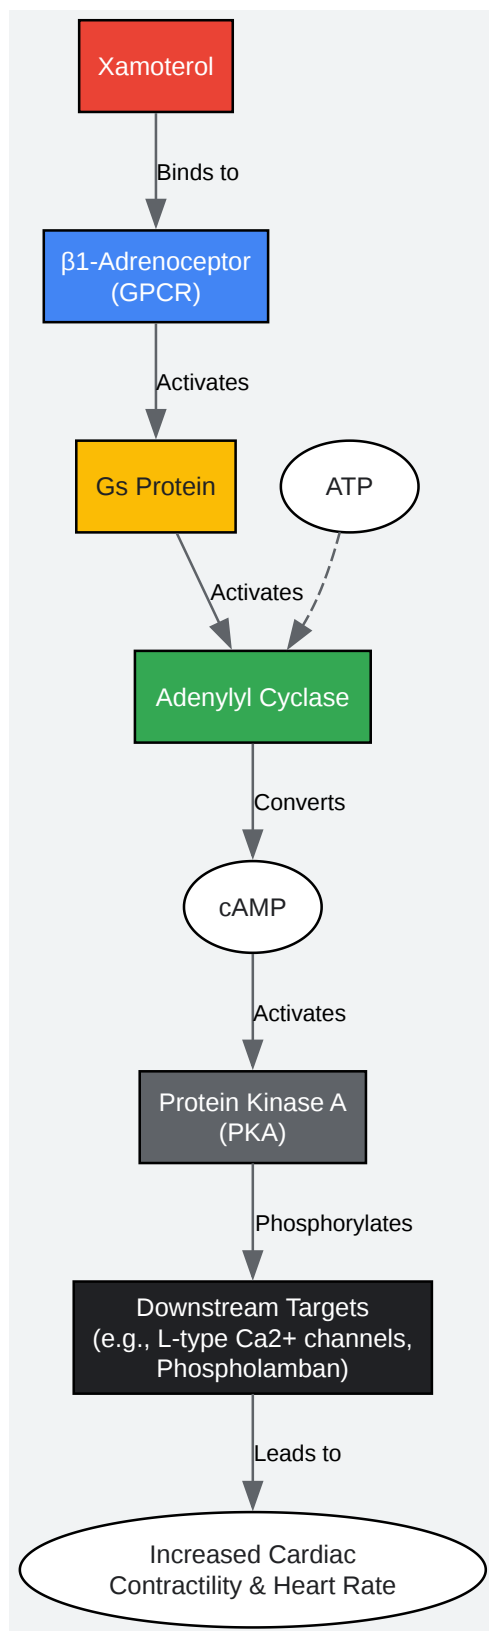 Xamoterol
Binds to
β1-Adrenoceptor
(GPCR)
Activates
Gs Protein
ATP
Activates
Adenylyl Cyclase
Converts
cAMP
Activates
Protein Kinase A
(PKA)
Phosphorylates
Downstream Targets
(e.g., L-type Ca2+ channels,
Phospholamban)
Leads to
Increased Cardiac
Contractility & Heart Rate